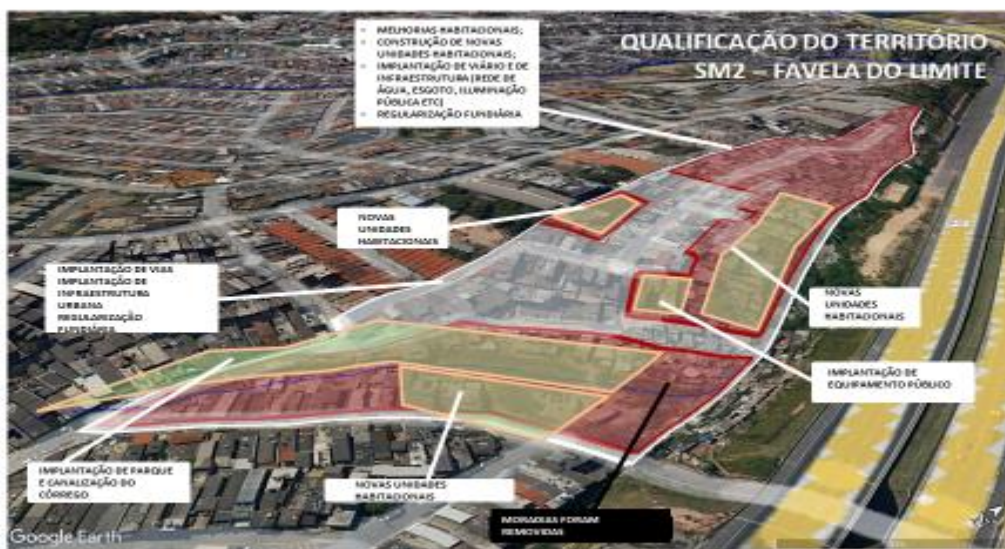 QUALIFICAÇÃO DO TERRITÓRIO
SM2 – FAVELA DO LIMITE
• MELHORIAS HABITACIONAIS;
• CONSTRUÇÃO DE NOVAS
UNIDADES HABITACIONAIS;
• IMPLANTAÇÃO DE VIÁRIO E DE
INFRAESTRUTURA (REDE DE
ÁGUA, ESGOTO, ILUMINAÇÃO
PÚBLICA ETC)
• REGULARIZAÇÃO FUNDIÁRIA
NOVAS
UNIDADES
HABITACIONAIS
IMPLANTAÇÃO DE VIAS
IMPLANTAÇÃO DE
INFRAESTRUTURA
URBANA
REGULARIZAÇÃO
FUNDIÁRIA
NOVAS
UNIDADES
HABITACIONAIS
IMPLANTAÇÃO DE
EQUIPAMENTO PÚBLICO
IMPLANTAÇÃO DE PARQUE
E CANALIZAÇÃO DO
CÓRREGO
NOVAS UNIDADES
HABITACIONAIS
MORADIAS FORAM
REMOVIDAS
Google Earth